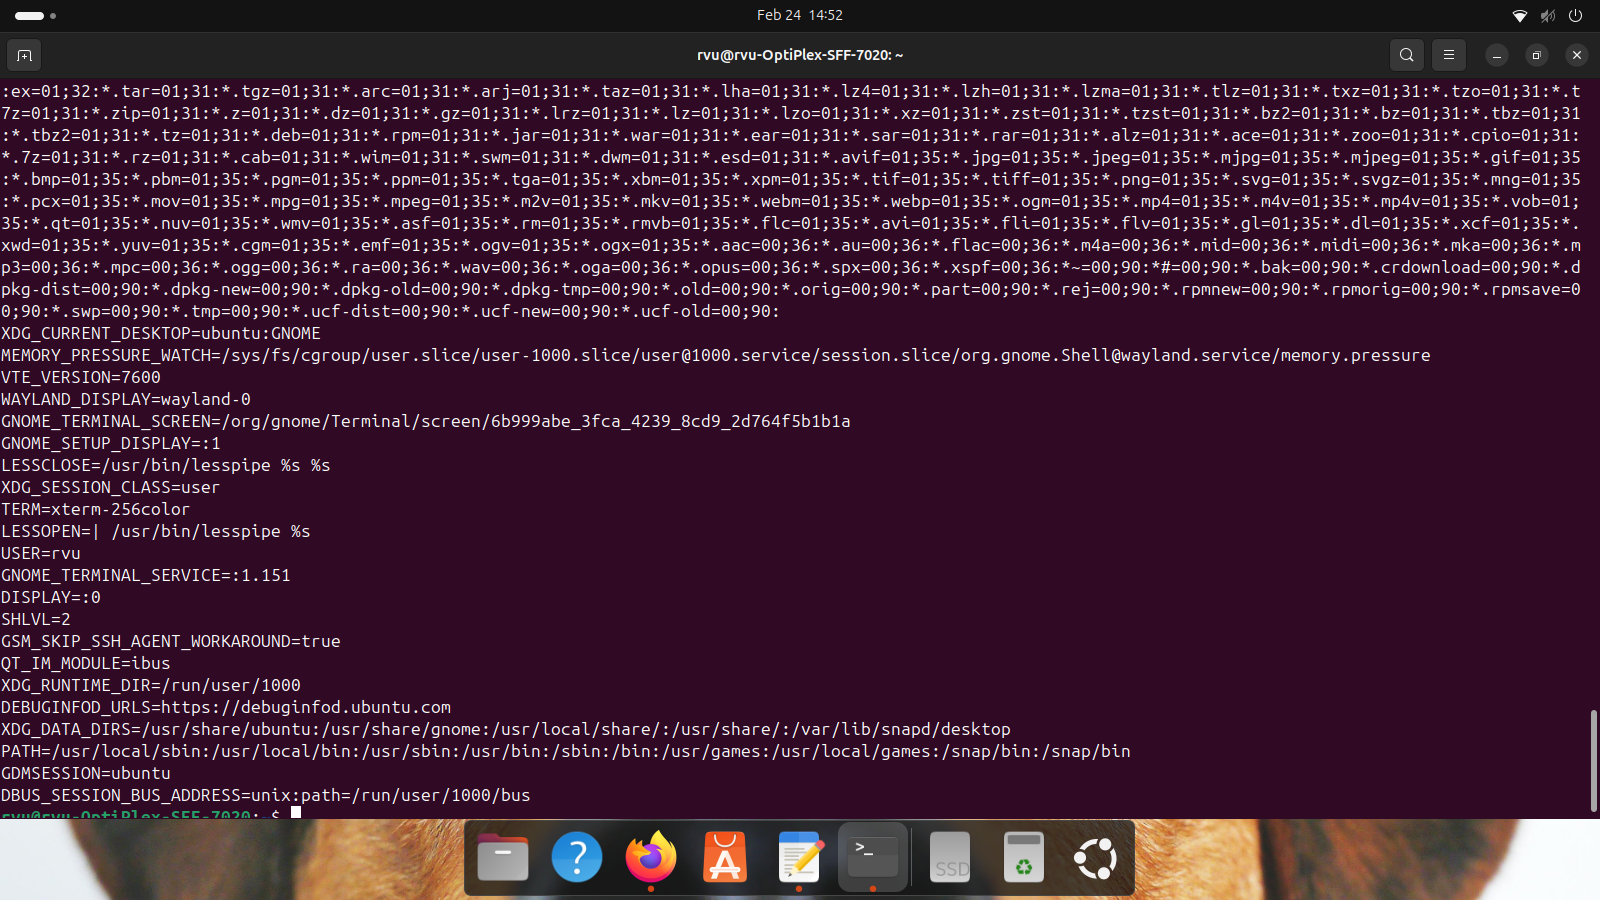 Feb 24 14:52
rvu@rvu-OptiPlex-SFF-7020: ~
:ex=01;32:*.tar=01;31:*.tgz=01;31:*.arc=01;31:*.arj=01;31:*.taz=01;31:*.lha=01;31:*.lz4=01;31:*.lzh=01;31:*.lzma=01;31:*.tlz=01;31:*.txz=01;31:*.tzo=01;31:*.t
7z=01;31:*.zip=01;31:*.z=01;31:*.dz=01;31:*.gz=01;31:*.lrz=01;31:*.lz=01;31:*.lzo=01;31:*.xz=01;31:*.zst=01;31:*.tzst=01;31:*.bz2=01;31:*.bz=01;31:*.tbz=01;31
:*.tbz2=01;31:*.tz=01;31:*.deb=01;31:*.rpm=01;31:*.jar=01;31:*.war=01;31:*.ear=01;31:*.sar=01;31:*.rar=01;31:*.alz=01;31:*.ace=01;31:*.zoo=01;31:*.cpio=01;31:
*.7z=01;31:*.rz=01;31:*.cab=01;31:*.wim=01;31:*.swm=01;31:*.dwm=01;31:*.esd=01;31:*.avif=01;35:*.jpg=01;35:*.jpeg=01;35:*.mjpg=01;35:*.mjpeg=01;35:*.gif=01;35
:*.bmp=01;35:*.pbm=01;35:*.pgm=01;35:*.ppm=01;35:*.tga=01;35:*.xbm=01;35:*.xpm=01;35:*.tif=01;35:*.tiff=01;35:*.png=01;35:*.svg=01;35:*.svgz=01;35:*.mng=01;35
:*.pcx=01;35:*.mov=01;35:*.mpg=01;35:*.mpeg=01;35:*.m2v=01;35:*.mkv=01;35:*.webm=01;35:*.webp=01;35:*.ogm=01;35:*.mp4=01;35:*.m4v=01;35:*.mp4v=01;35:*.vob=01;
35:*.qt=01;35:*.nuv=01;35:*.wmv=01;35:*.asf=01;35:*.rm=01;35:*.rmvb=01;35:*.flc=01;35:*.avi=01;35:*.fli=01;35:*.flv=01;35:*.gl=01;35:*.dl=01;35:*.xcf=01;35:*.
xwd=01;35:*.yuv=01;35:*.cgm=01;35:*.emf=01;35:*.ogv=01;35:*.ogx=01;35:*.aac=00;36:*.au=00;36:*.flac=00;36:*.m4a=00;36:*.mid=00;36:*.midi=00;36:*.mka=00;36:*.m
p3=00;36:*.mpc=00;36:*.ogg=00;36:*.ra=00;36:*.wav=00;36:*.oga=00;36:*.opus=00;36:*.spx=00;36:*.xspf=00;36:*~=00;90:*#=00;90:*.bak=00;90:*.crdownload=00;90:*.d
pkg-dist=00;90:*.dpkg-new=00;90:*.dpkg-old=00;90:*.dpkg-tmp=00;90:*.old=00;90:*.orig=00;90:*.part=00;90:*.rej=00;90:*.rpmnew=00;90:*.rpmorig=00;90:*.rpmsave=0
0;90:*.swp=00;90:*.tmp=00;90:*.ucf-dist=00;90:*.ucf-new=00;90:*.ucf-old=00;90:
XDG_CURRENT_DESKTOP=ubuntu:GNOME
MEMORY_PRESSURE_WATCH=/sys/fs/cgroup/user.slice/user-1000.slice/user@1000.service/session.slice/org.gnome.Shell@wayland.service/memory.pressure
VTE_VERSION=7600
WAYLAND_DISPLAY=wayland-0
GNOME_TERMINAL_SCREEN=/org/gnome/Terminal/screen/6b999abe_3fca_4239_8cd9_2d764f5b1b1a
GNOME_SETUP_DISPLAY=:1
LESSCLOSE=/usr/bin/lesspipe %s %s
XDG_SESSION_CLASS=user
TERM=xterm-256color
LESSOPEN=| /usr/bin/lesspipe %s
USER=rvu
GNOME_TERMINAL_SERVICE=:1.151
DISPLAY=:0
SHLVL=2
GSM_SKIP_SSH_AGENT_WORKAROUND=true
QT_IM_MODULE=ibus
XDG_RUNTIME_DIR=/run/user/1000
DEBUGINFOD_URLS=https://debuginfod.ubuntu.com
XDG_DATA_DIRS=/usr/share/ubuntu:/usr/share/gnome:/usr/local/share/:/usr/share/:/var/lib/snapd/desktop
PATH=/usr/local/sbin:/usr/local/bin:/usr/sbin:/usr/bin:/sbin:/bin:/usr/games:/usr/local/games:/snap/bin:/snap/bin
GDMSESSION=ubuntu
DBUS_SESSION_BUS_ADDRESS=unix:path=/run/user/1000/bus
rvu@rvu-OptiPlex-SFF-7020:~$
SSD